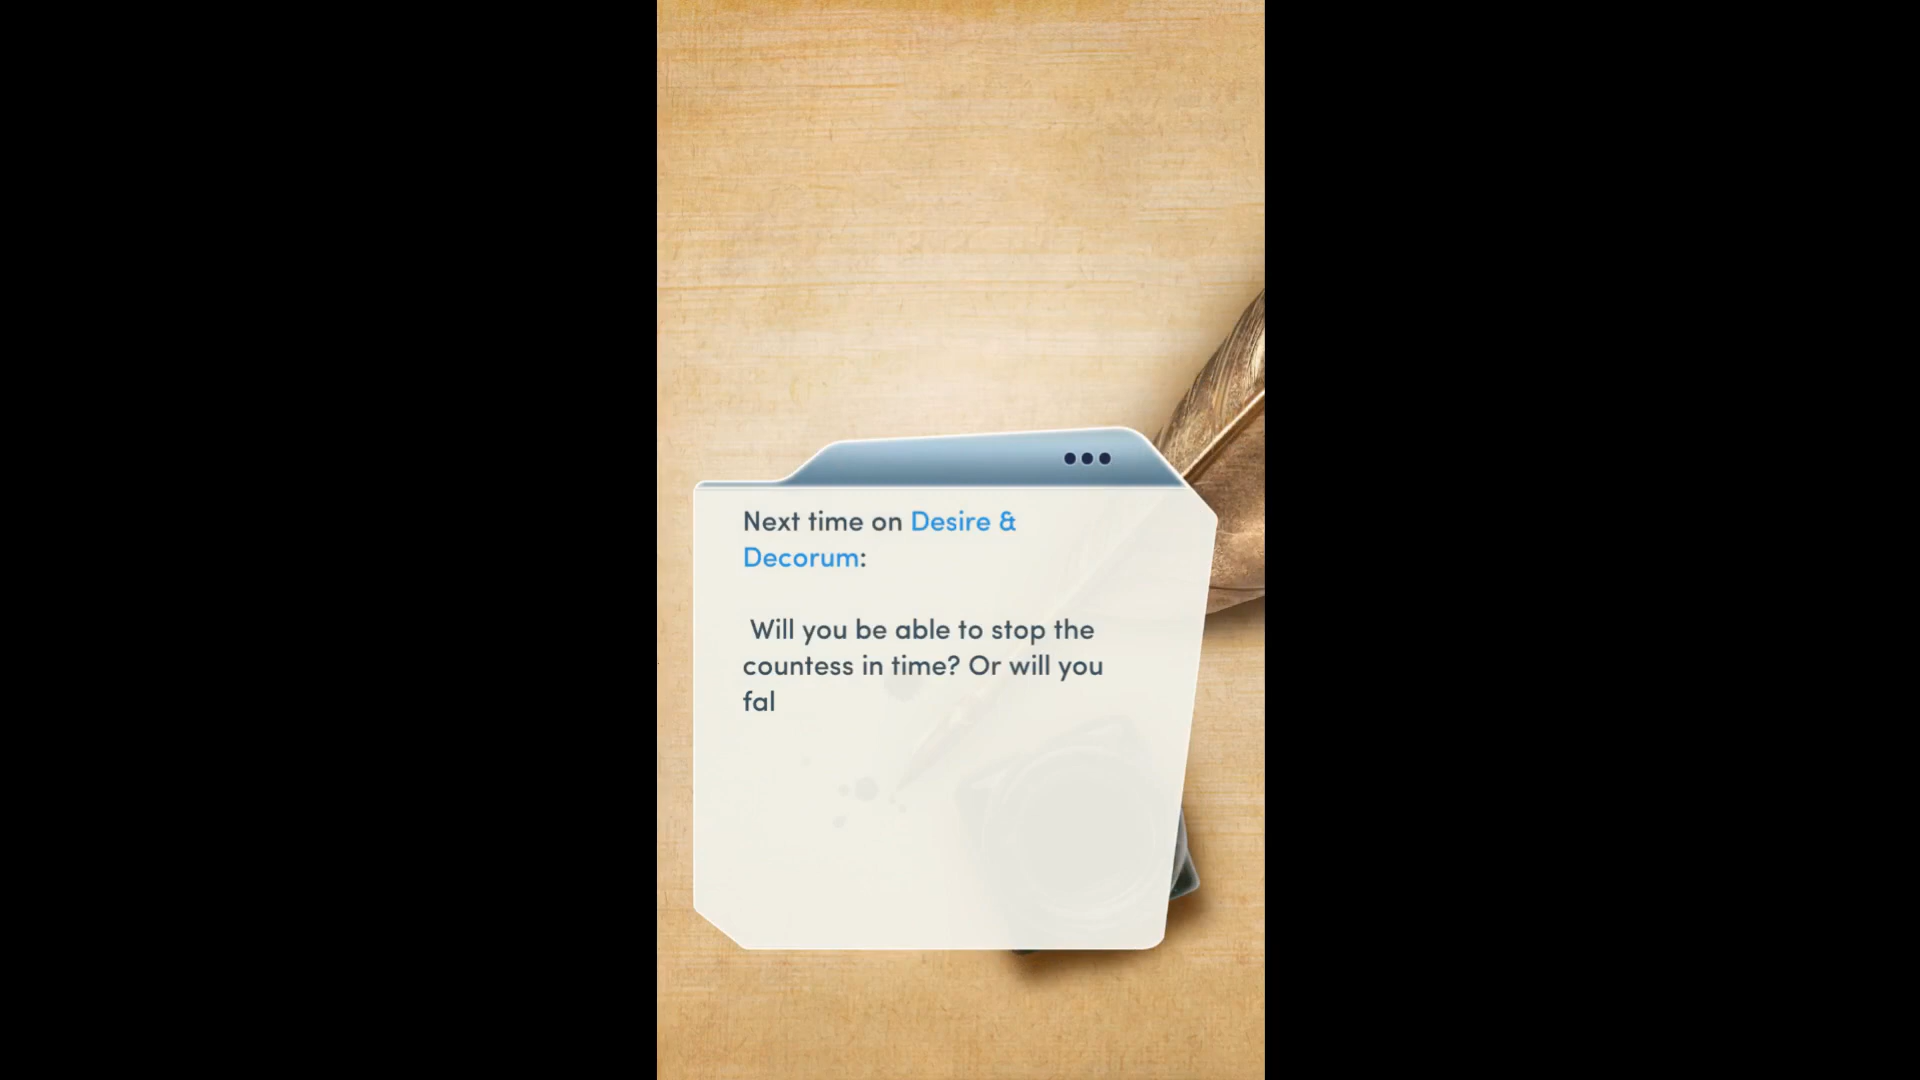 Next time on Desire &
Decorum:
Will you be able to stop the
countess in time? Or will you
fal